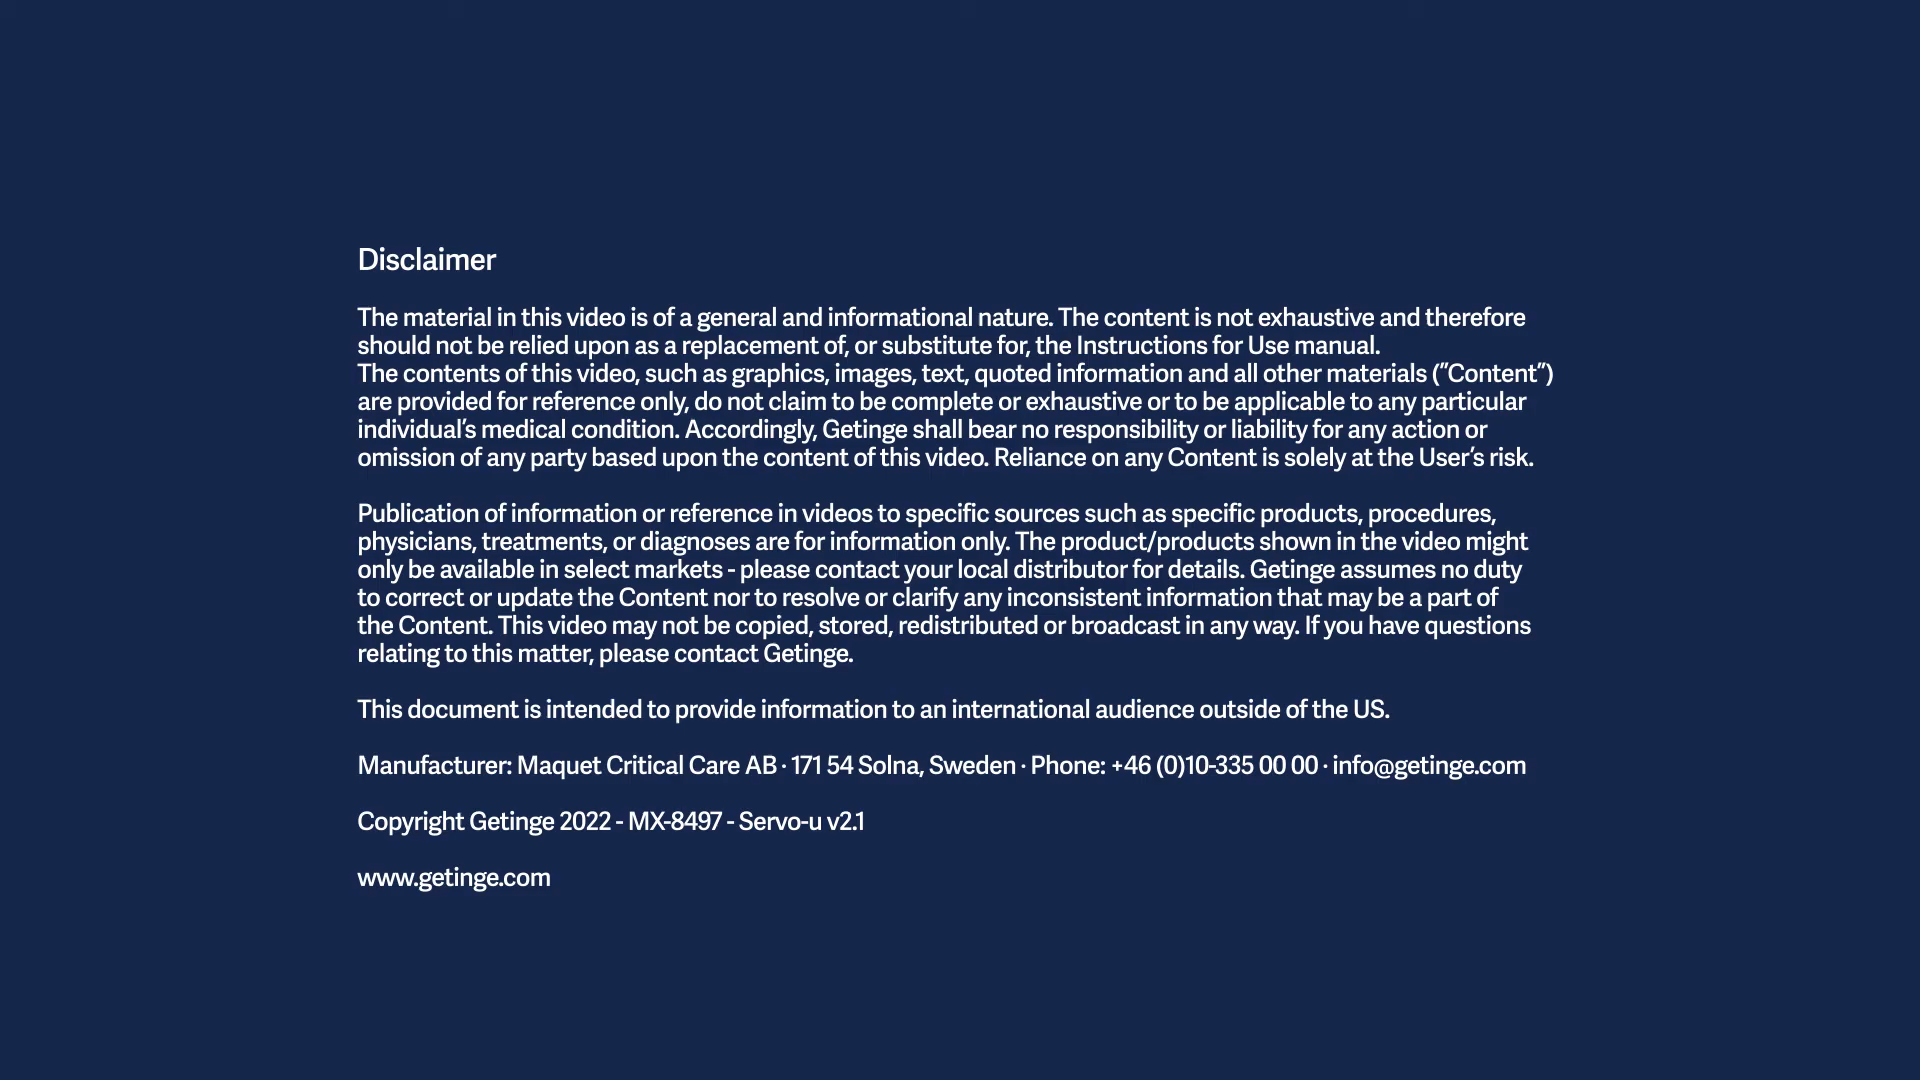 Disclaimer
The material in this video is of a general and informational nature. The content is not exhaustive and therefore
should not be relied upon as a replacement of, or substitute for, the Instructions for Use manual.
The contents of this video, such as graphics, images, text, quoted information and all other materials (”Content”)
are provided for reference only, do not claim to be complete or exhaustive or to be applicable to any particular
individual’s medical condition. Accordingly, Getinge shall bear no responsibility or liability for any action or
omission of any party based upon the content of this video. Reliance on any Content is solely at the User’s risk.
Publication of information or reference in videos to specific sources such as specific products, procedures,
physicians, treatments, or diagnoses are for information only. The product/products shown in the video might
only be available in select markets - please contact your local distributor for details. Getinge assumes no duty
to correct or update the Content nor to resolve or clarify any inconsistent information that may be a part of
the Content. This video may not be copied, stored, redistributed or broadcast in any way. If you have questions
relating to this matter, please contact Getinge.
This document is intended to provide information to an international audience outside of the US.
Manufacturer: Maquet Critical Care AB · 171 54 Solna, Sweden · Phone: +46 (0)10-335 00 00 · info@getinge.com
Copyright Getinge 2022 - MX-8497 - Servo-u v2.1
www.getinge.com